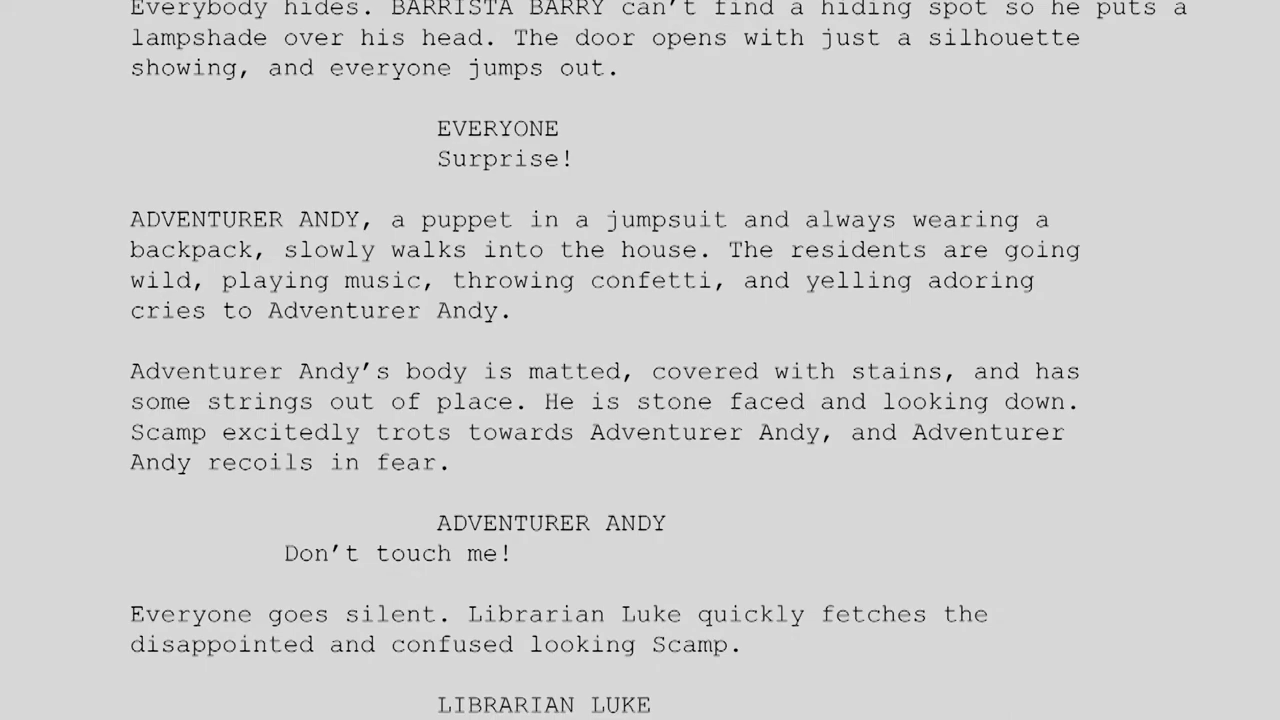 Everybody hides. BARRISTA BARRY can't find a hiding spot so he puts a
lampshade over his head. The door opens with just a silhouette
showing, and everyone jumps out.
EVERYONE
Surprise!
ADVENTURER ANDY, a puppet in a jumpsuit and always wearing a
backpack, slowly walks into the house. The residents are going
wild, playing music, throwing confetti, and yelling adoring
cries to Adventurer Andy.
Adventurer Andy's body is matted, covered with stains, and has
some strings out of place. He is stone faced and looking down.
Scamp excitedly trots towards Adventurer Andy, and Adventurer
Andy recoils in fear.
ADVENTURER ANDY
Don't touch me!
Everyone goes silent. Librarian Luke quickly fetches the
disappointed and confused looking Scamp.
LIBRARIAN LUKE